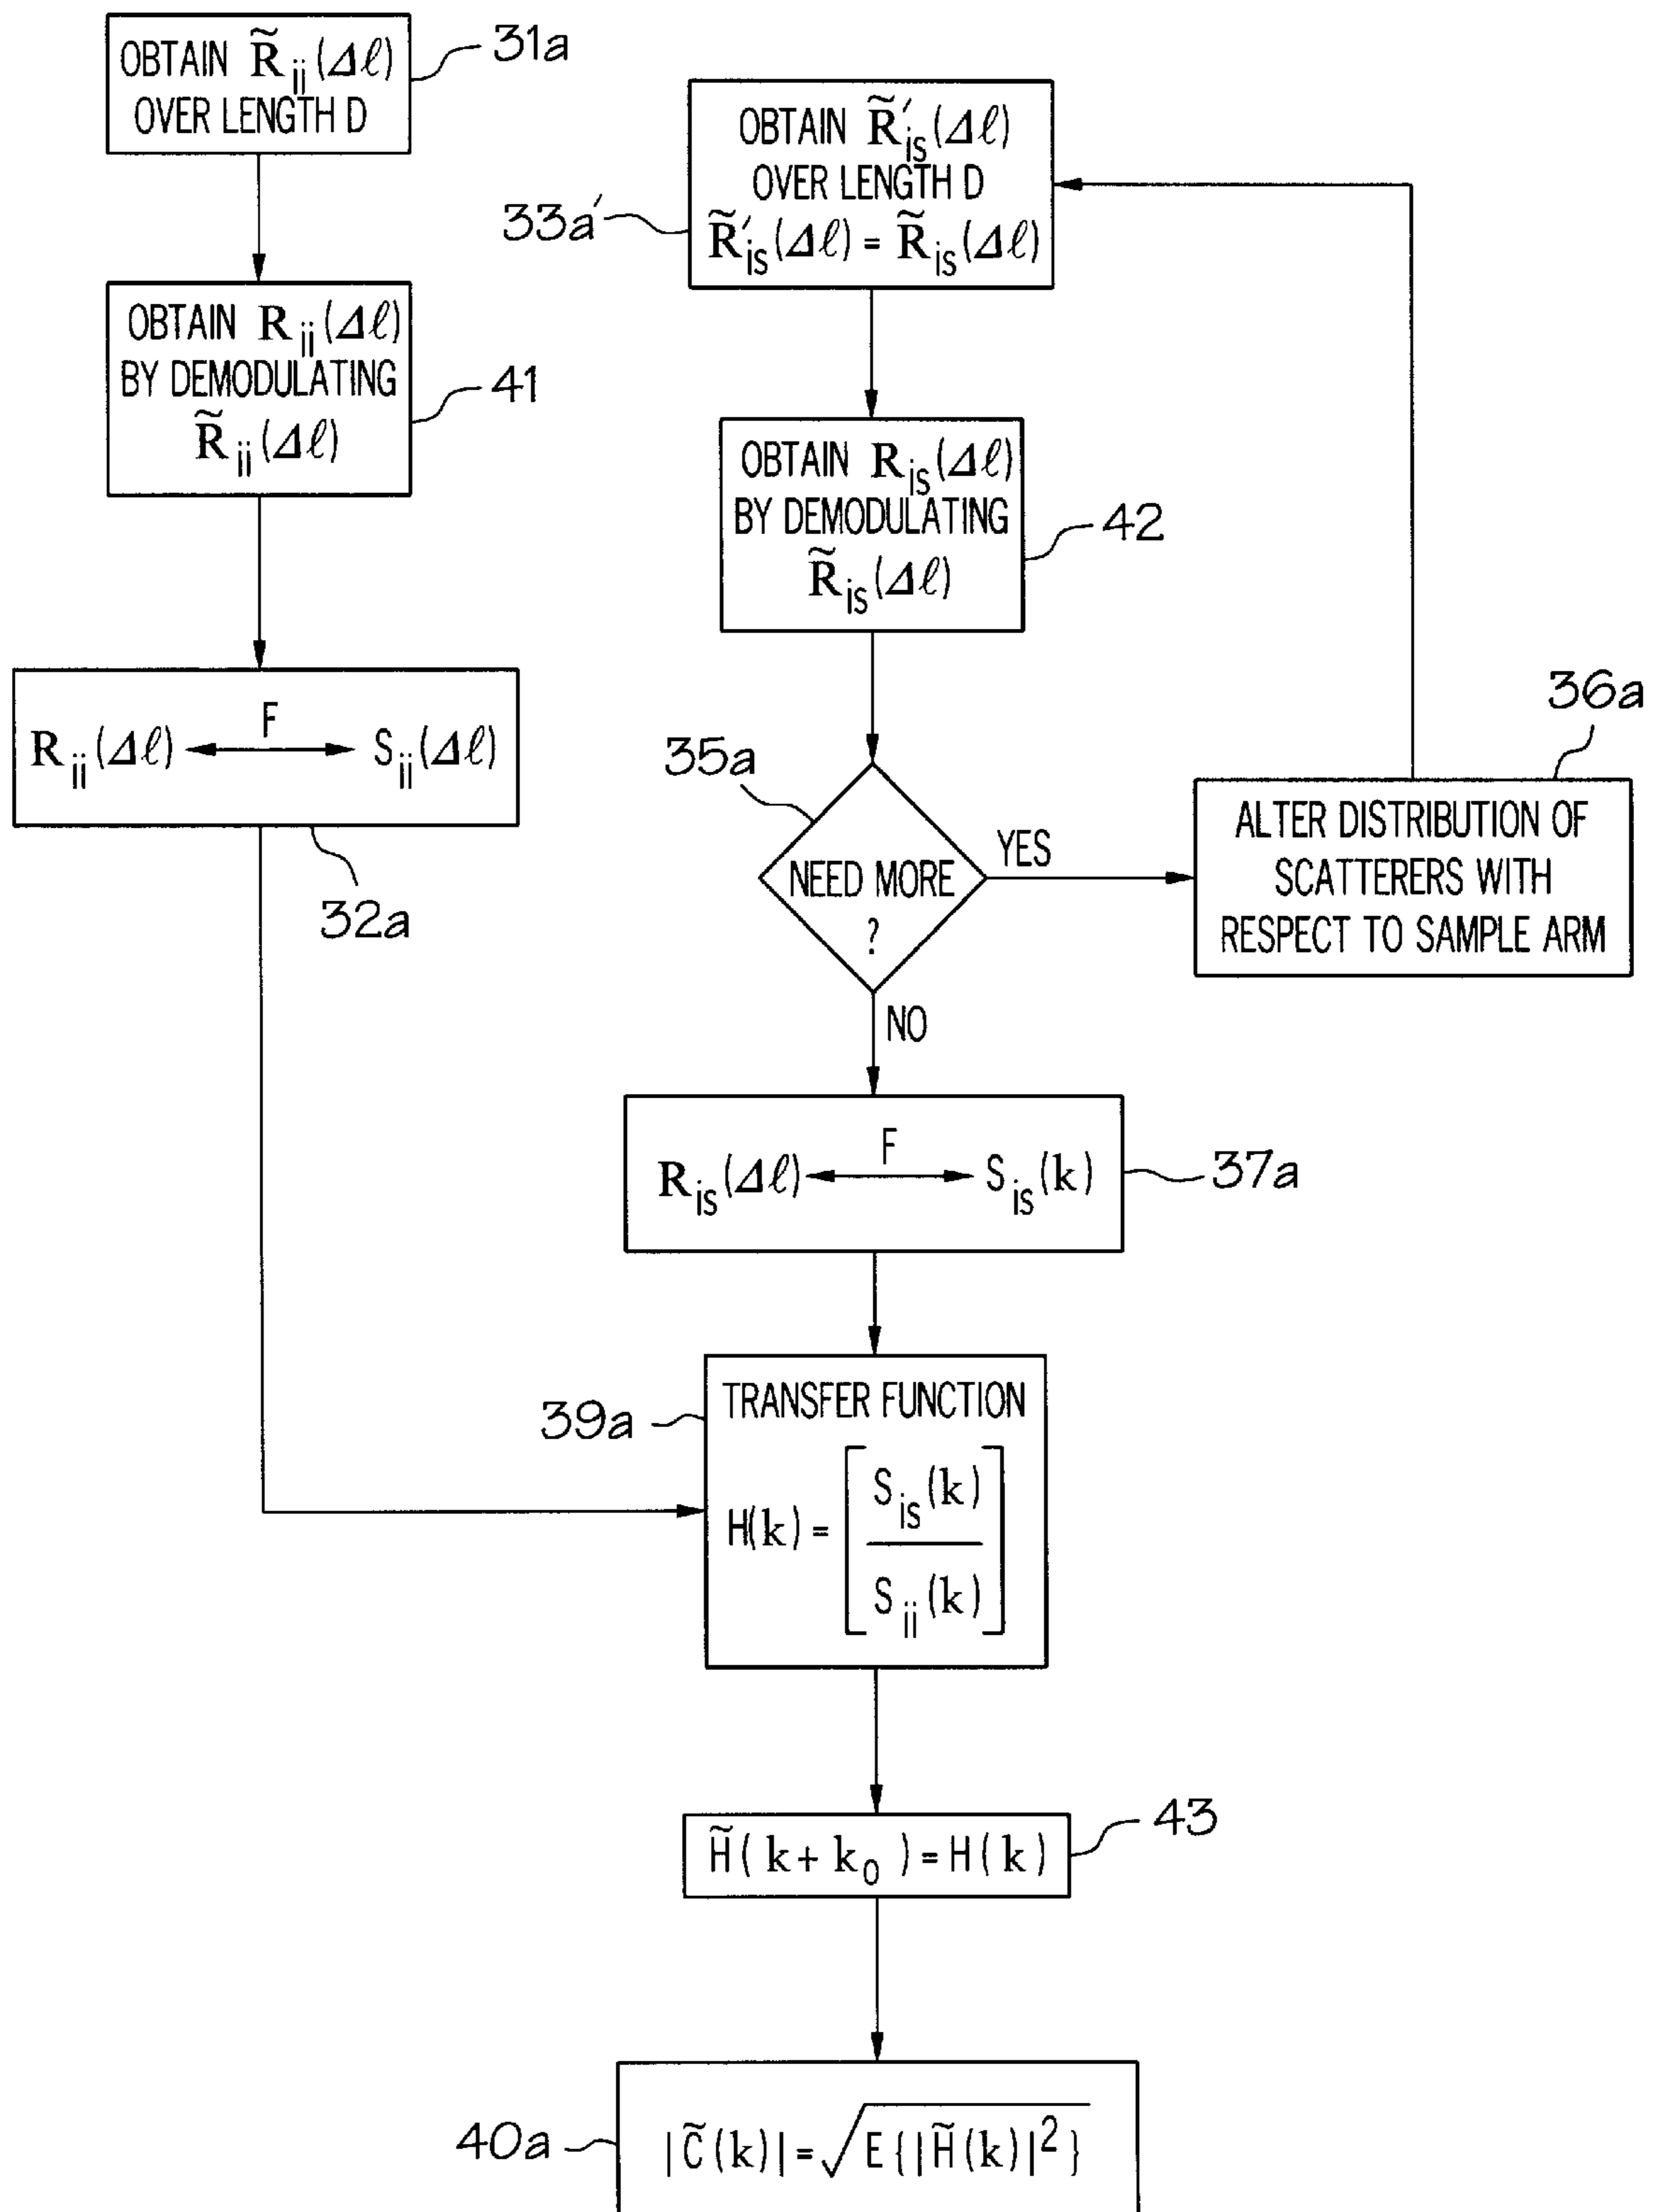 OBTAIN R̃ii(Δℓ)
OVER LENGTH D
31a
OBTAIN R̃′is(Δℓ)
OVER LENGTH D
R̃′is(Δℓ) = R̃is(Δℓ)
33a′
OBTAIN Rii(Δℓ)
BY DEMODULATING
R̃ii(Δℓ)
41
OBTAIN Ris(Δℓ)
BY DEMODULATING
R̃is(Δℓ)
42
F
Rii(Δℓ) ⟷ Sii(Δℓ)
32a
35a
NEED MORE
?
YES
NO
36a
ALTER DISTRIBUTION OF
SCATTERERS WITH
RESPECT TO SAMPLE ARM
F
Ris(Δℓ) ⟷ Sis(k)
37a
39a
TRANSFER FUNCTION
H(k) = [Sis(k) / Sii(k)]
H̃(k+k₀) = H(k)
43
40a
|C̃(k)| = √E{|H̃(k)|²}